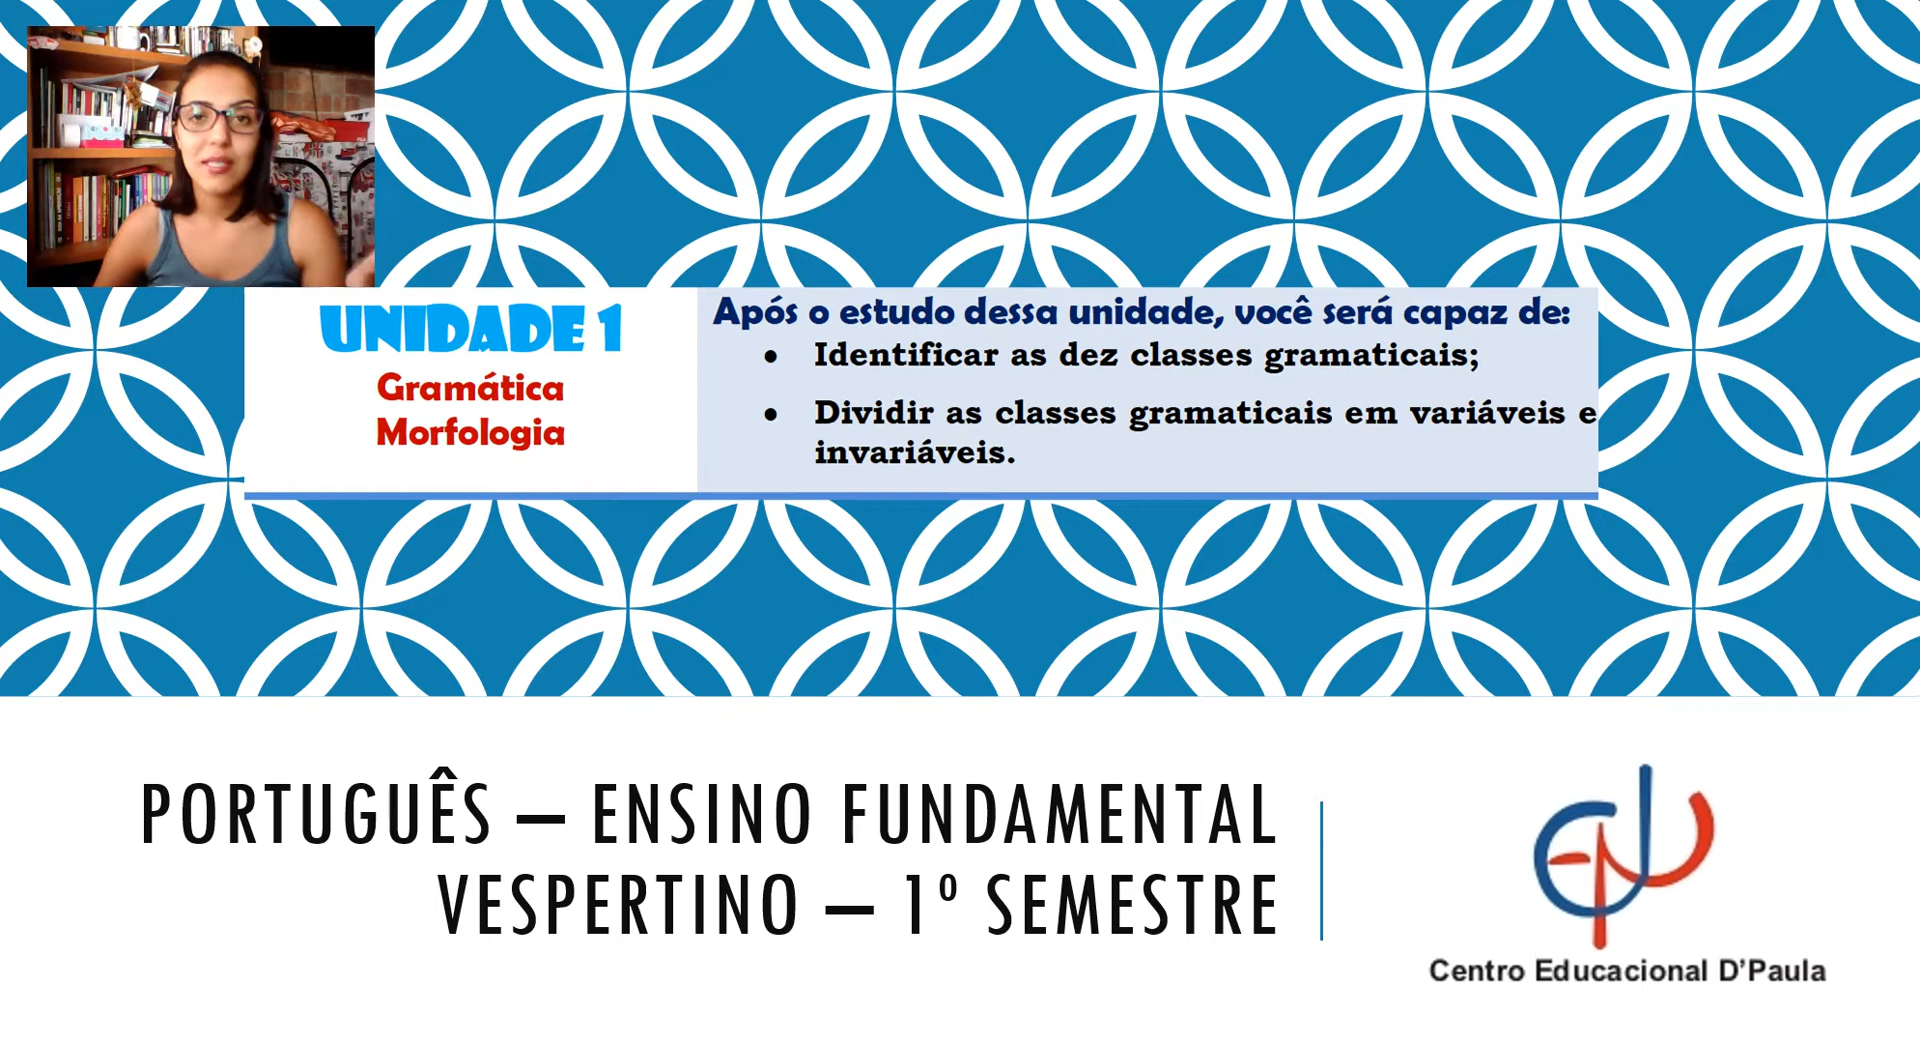 UNIDADE 1
Gramática
Morfologia
Após o estudo dessa unidade, você será capaz de:
• Identificar as dez classes gramaticais;
• Dividir as classes gramaticais em variáveis e
invariáveis.
PORTUGUÊS – ENSINO FUNDAMENTAL
VESPERTINO – 1º SEMESTRE
Centro Educacional D'Paula